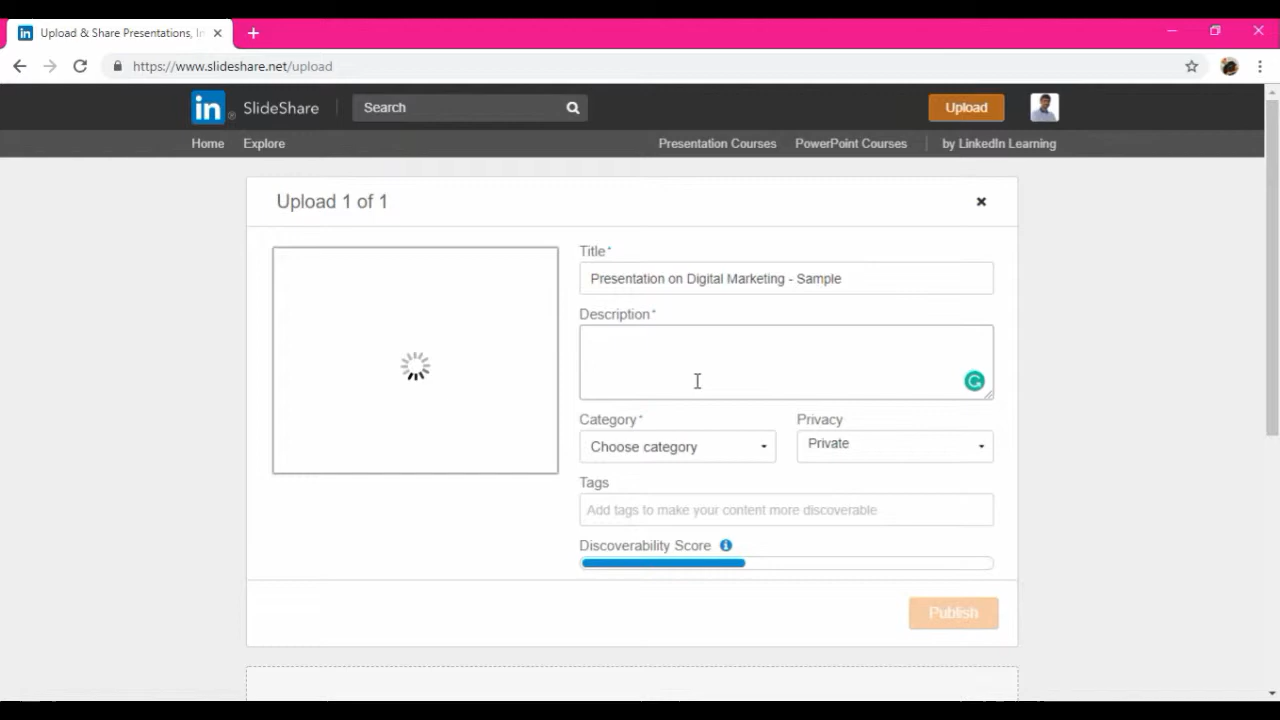 in Upload & Share Presentations, In
https://www.slideshare.net/upload
in ® SlideShare Search Upload
Home Explore Presentation Courses PowerPoint Courses by LinkedIn Learning
Upload 1 of 1
Title*
Presentation on Digital Marketing - Sample
Description*
Category* Privacy
Choose category Private
Tags
Add tags to make your content more discoverable
Discoverability Score
Publish